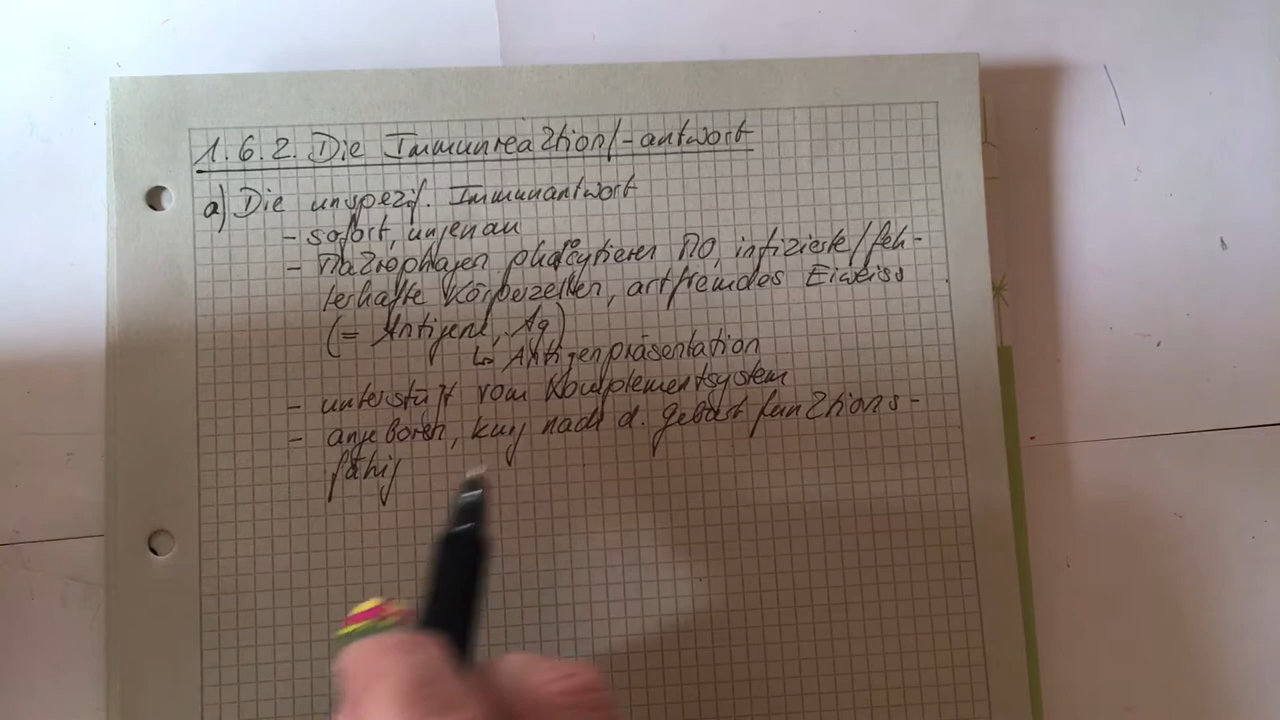 1.6.2. Die Immunreaktion/-antwort
a) Die unspezif. Immunantwort
- sofort, ungenau
- Makrophagen phagocytieren MO, infizierte/feh-
lerhafte Körperzellen, artfremdes Eiweiss
(= Antigene, Ag)
↳ Antigenpräsentation
- unterstützt vom Komplementsystem
- angeboren, kurz nach d. Geburt funktions-
fähig